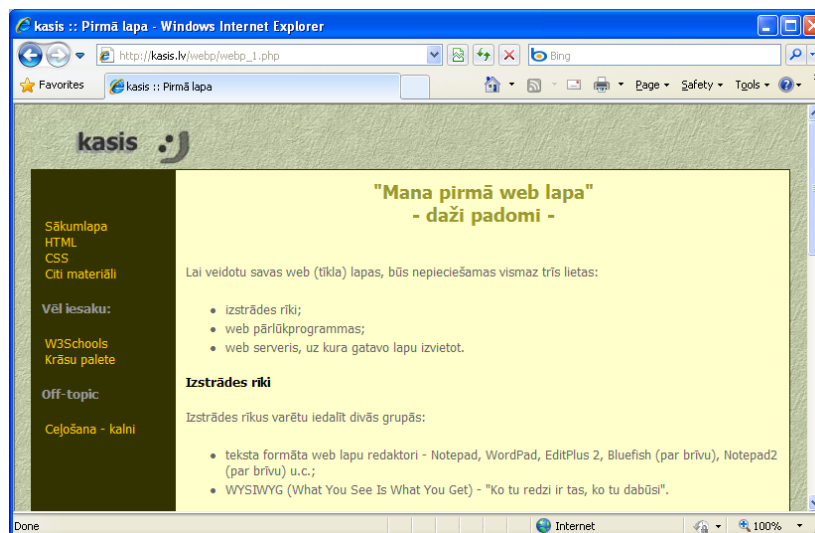 kasis :: Pirmā lapa - Windows Internet Explorer
http://kasis.lv/webp/webp_1.php
Bing
Favorites
kasis :: Pirmā lapa
Page
Safety
Tools
kasis :)
"Mana pirmā web lapa"
- daži padomi -
Sākumlapa
HTML
CSS
Citi materiāli
Vēl iesaku:
W3Schools
Krāsu palete
Off-topic
Ceļošana - kalni
Lai veidotu savas web (tīkla) lapas, būs nepieciešamas vismaz trīs lietas:
• izstrādes rīki;
• web pārlūkprogrammas;
• web serveris, uz kura gatavo lapu izvietot.
Izstrādes rīki
Izstrādes rīkus varētu iedalīt divās grupās:
• teksta formāta web lapu redaktori - Notepad, WordPad, EditPlus 2, Bluefish (par brīvu), Notepad2
(par brīvu) u.c.;
• WYSIWYG (What You See Is What You Get) - "Ko tu redzi ir tas, ko tu dabūsi".
Done
Internet
100%